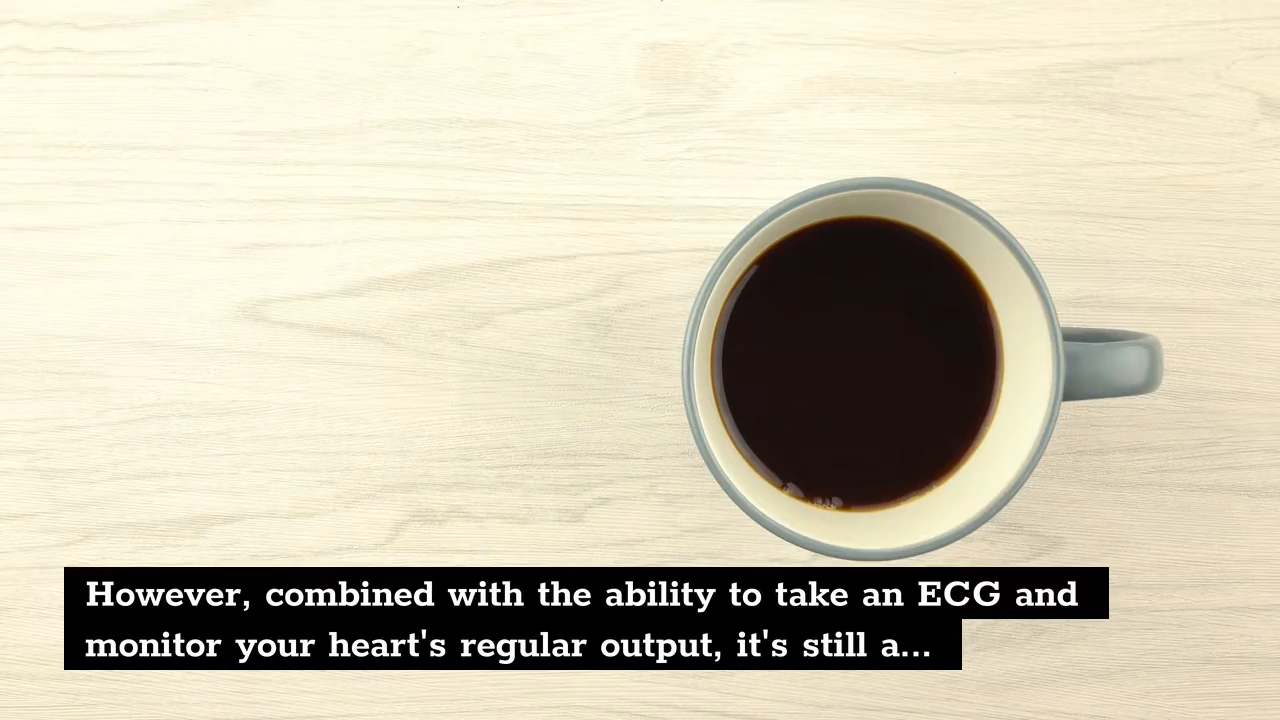 However, combined with the ability to take an ECG and
monitor your heart's regular output, it's still a...